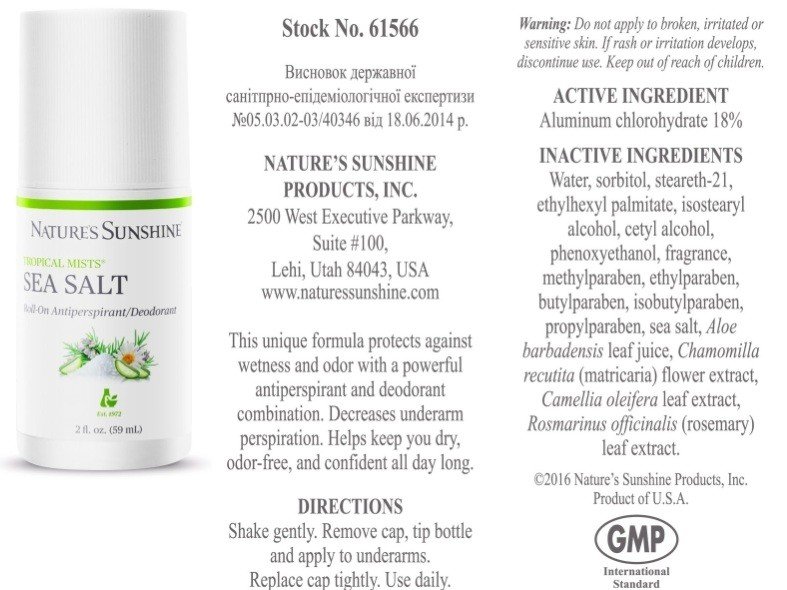 NATURE'S SUNSHINE
TROPICAL MISTS®
SEA SALT
Roll-On Antiperspirant/Deodorant
Est. 1972
2 fl. oz. (59 mL)
Stock No. 61566
Висновок державної
санітпрно-епідеміологічної експертизи
№05.03.02-03/40346 від 18.06.2014 р.
NATURE’S SUNSHINE
PRODUCTS, INC.
2500 West Executive Parkway,
Suite #100,
Lehi, Utah 84043, USA
www.naturessunshine.com
This unique formula protects against
wetness and odor with a powerful
antiperspirant and deodorant
combination. Decreases underarm
perspiration. Helps keep you dry,
odor-free, and confident all day long.
DIRECTIONS
Shake gently. Remove cap, tip bottle
and apply to underarms.
Replace cap tightly. Use daily.
Warning: Do not apply to broken, irritated or
sensitive skin. If rash or irritation develops,
discontinue use. Keep out of reach of children.
ACTIVE INGREDIENT
Aluminum chlorohydrate 18%
INACTIVE INGREDIENTS
Water, sorbitol, steareth-21,
ethylhexyl palmitate, isostearyl
alcohol, cetyl alcohol,
phenoxyethanol, fragrance,
methylparaben, ethylparaben,
butylparaben, isobutylparaben,
propylparaben, sea salt, Aloe
barbadensis leaf juice, Chamomilla
recutita (matricaria) flower extract,
Camellia oleifera leaf extract,
Rosmarinus officinalis (rosemary)
leaf extract.
©2016 Nature’s Sunshine Products, Inc.
Product of U.S.A.
GMP
International
Standard